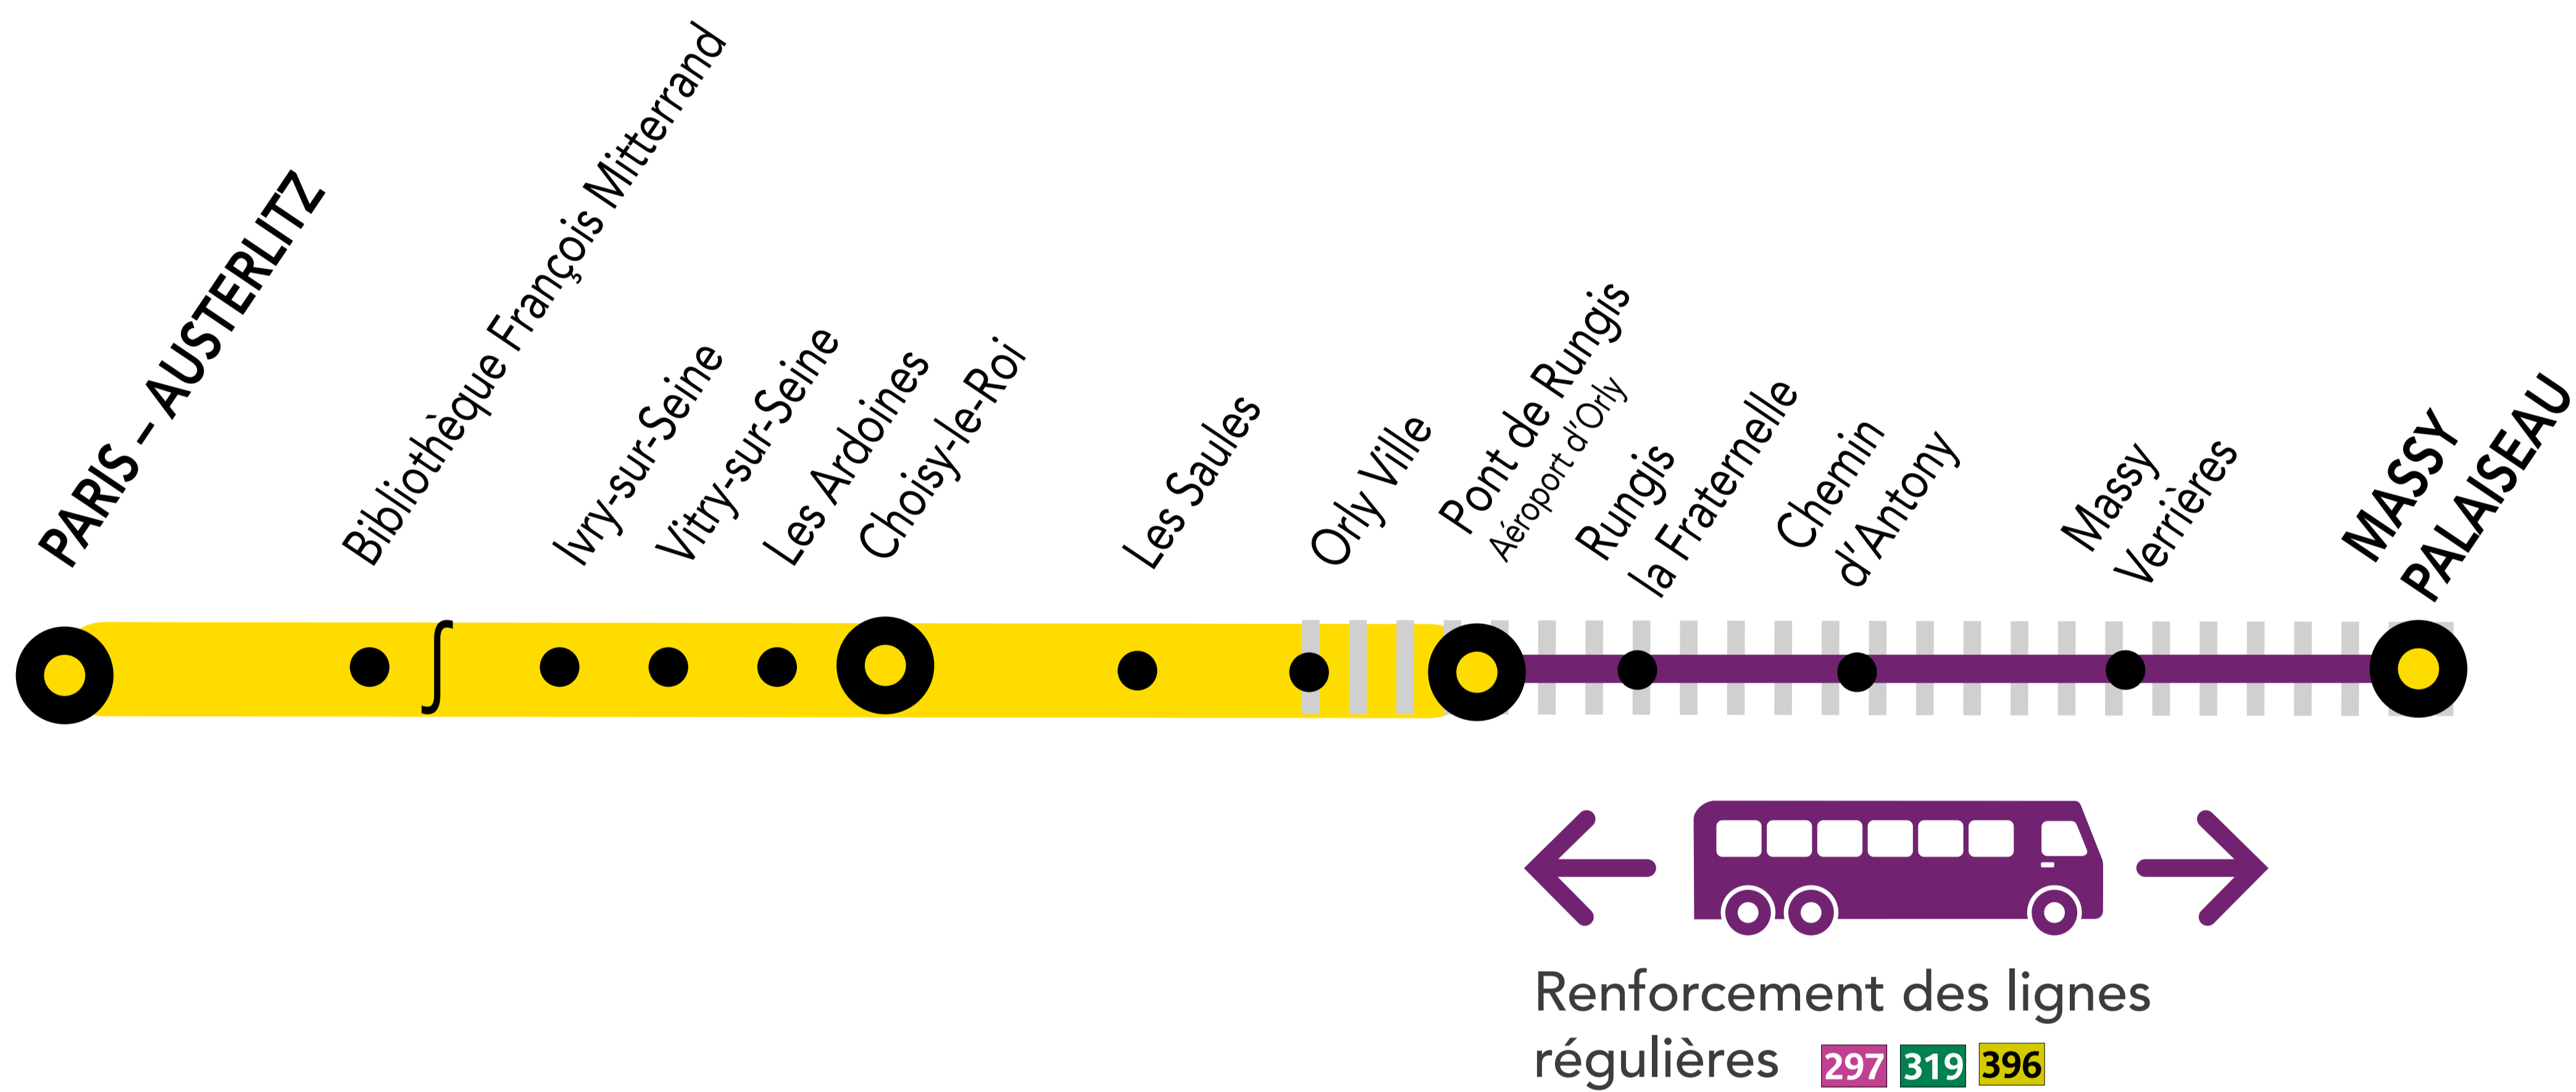 PARIS – AUSTERLITZ
Bibliothèque François Mitterrand
Ivry-sur-Seine
Vitry-sur-Seine
Les Ardoines
Choisy-le-Roi
Les Saules
Orly Ville
Pont de Rungis
Aéroport d'Orly
Rungis
la Fraternelle
Chemin
d'Antony
Massy
Verrières
MASSY
PALAISEAU
Renforcement des lignes
régulières 297 319 396